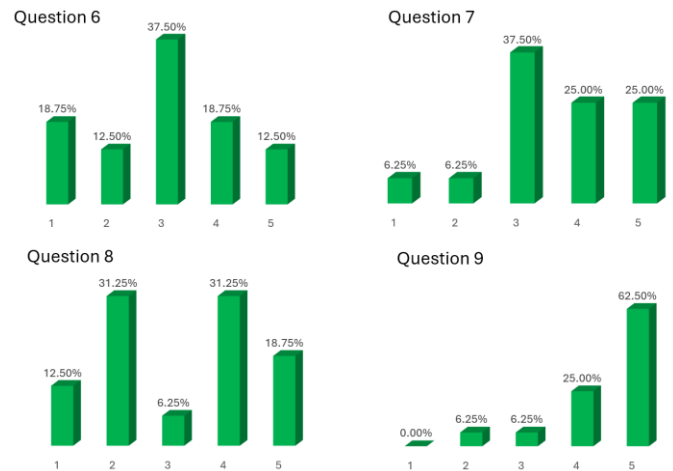 Question 6
37.50%
18.75%
18.75%
12.50%
12.50%
1 2 3 4 5
Question 7
37.50%
25.00% 25.00%
6.25% 6.25%
1 2 3 4 5
Question 8
31.25% 31.25%
18.75%
12.50%
6.25%
1 2 3 4 5
Question 9
62.50%
25.00%
6.25% 6.25%
0.00%
1 2 3 4 5